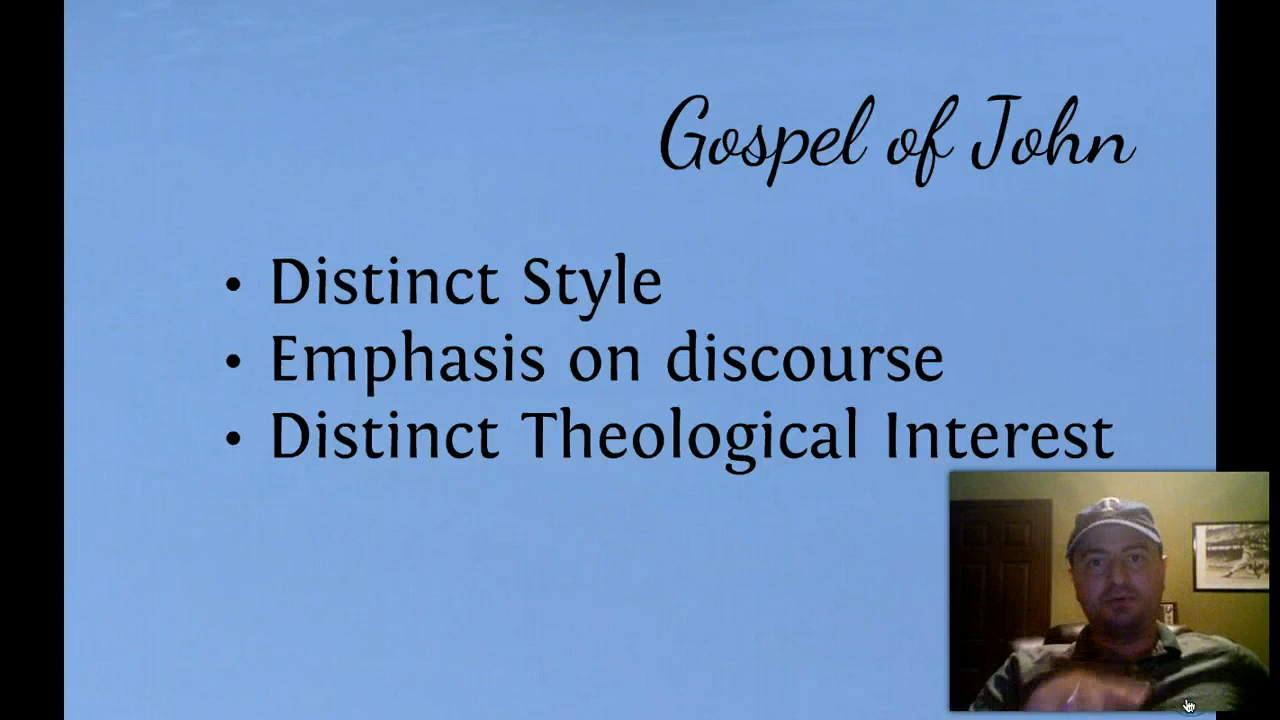 Gospel of John
• Distinct Style
• Emphasis on discourse
• Distinct Theological Interest